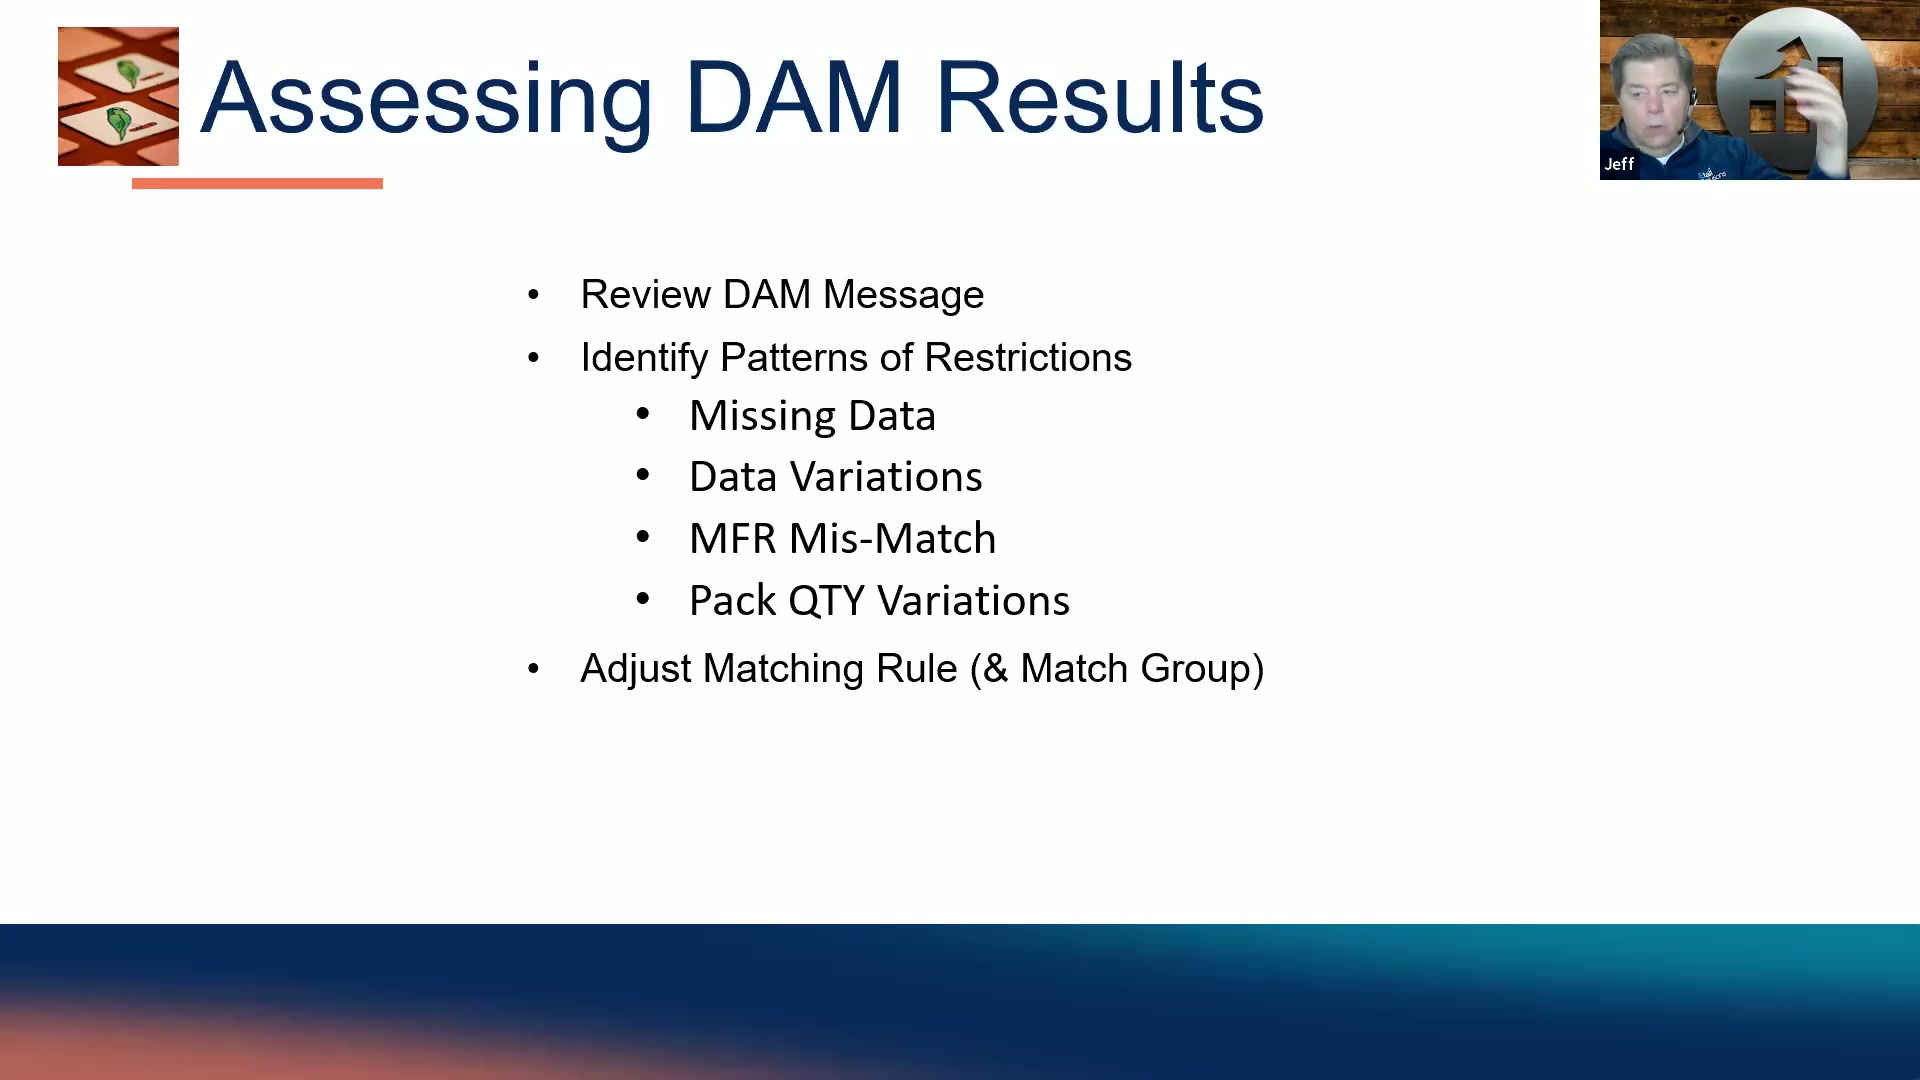 Assessing DAM Results
Jeff
• Review DAM Message
• Identify Patterns of Restrictions
• Missing Data
• Data Variations
• MFR Mis-Match
• Pack QTY Variations
• Adjust Matching Rule (& Match Group)